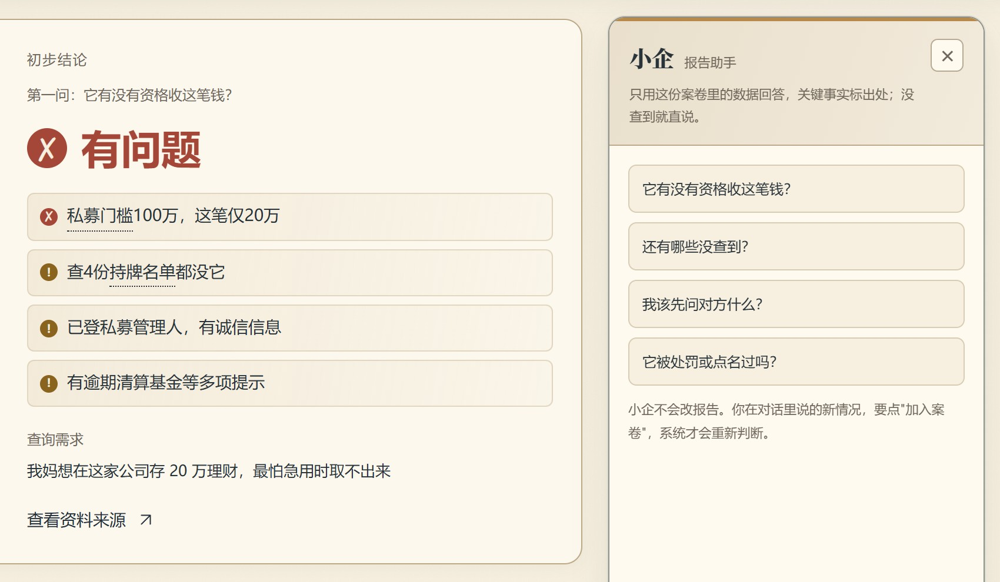 初步结论
第一问：它有没有资格收这笔钱？
有问题
私募门槛100万，这笔仅20万
查4份持牌名单都没它
已登私募管理人，有诚信信息
有逾期清算基金等多项提示
查询需求
我妈想在这家公司存 20 万理财，最怕急用时取不出来
查看资料来源
小企 报告助手
只用这份案卷里的数据回答，关键事实标出处；没
查到就直说。
它有没有资格收这笔钱？
还有哪些没查到？
我该先问对方什么？
它被处罚或点名过吗？
小企不会改报告。你在对话里说的新情况，要点"加入案
卷"，系统才会重新判断。